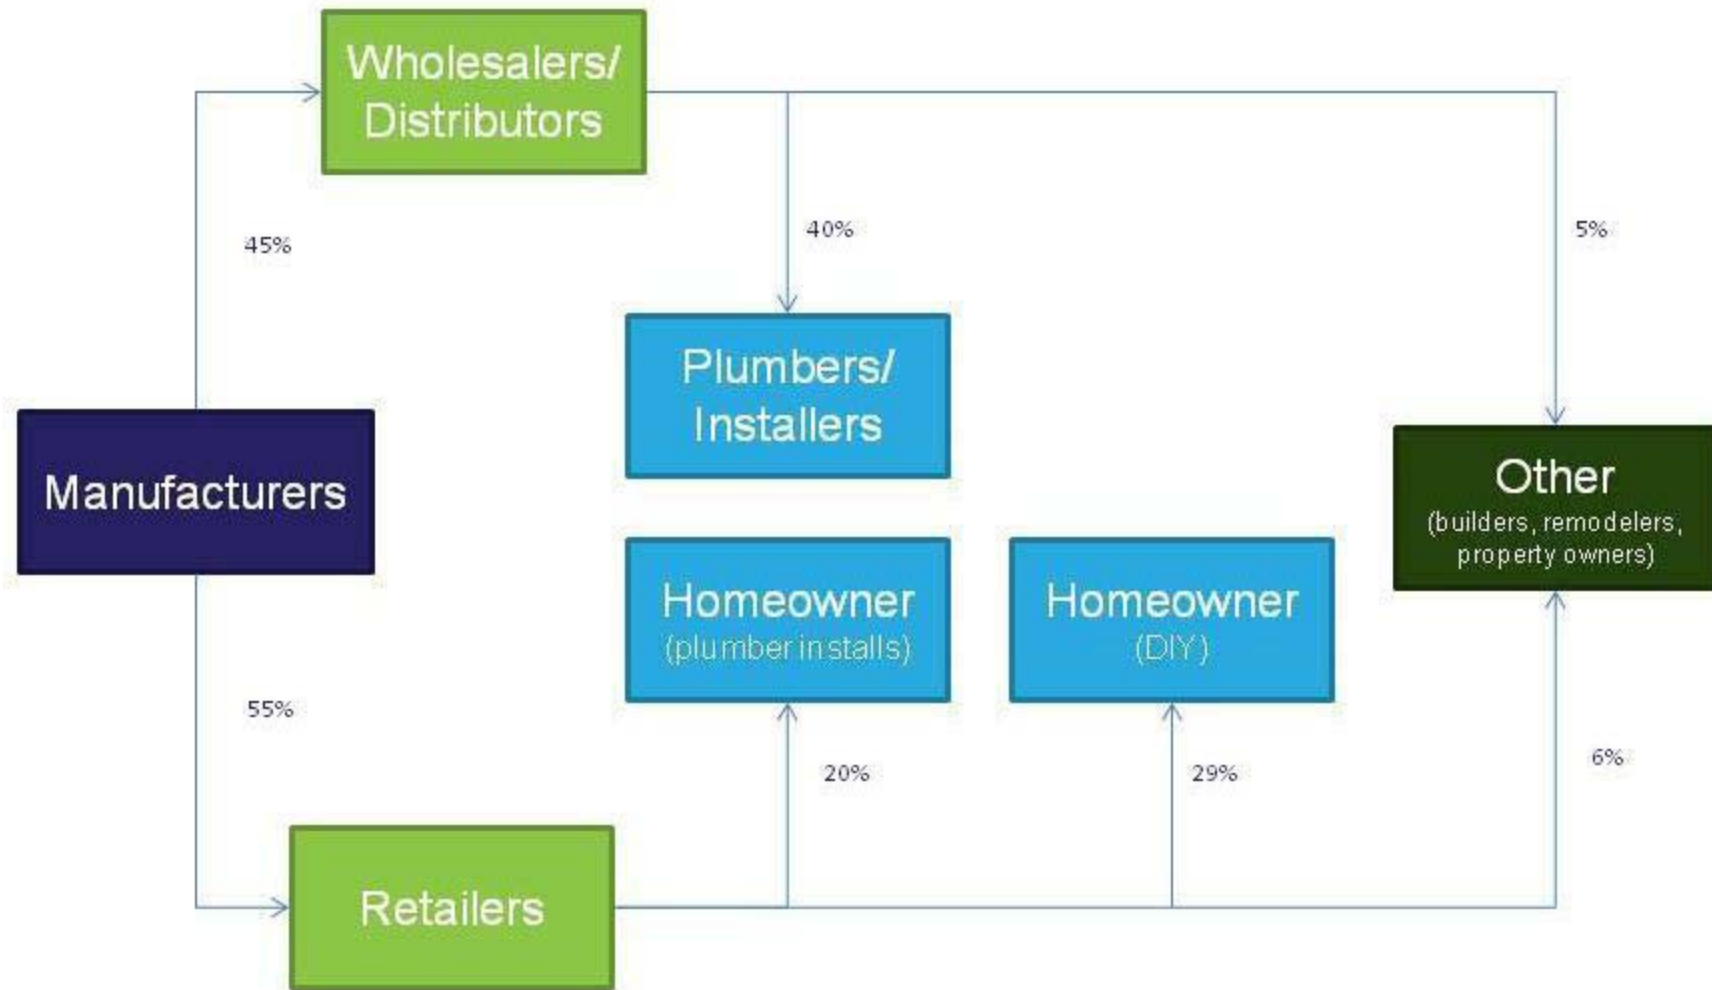 Wholesalers/
Distributors
45%
40%
5%
Plumbers/
Installers
Manufacturers
Other
(builders, remodelers,
property owners)
Homeowner
(plumber installs)
Homeowner
(DIY)
55%
20%
29%
6%
Retailers